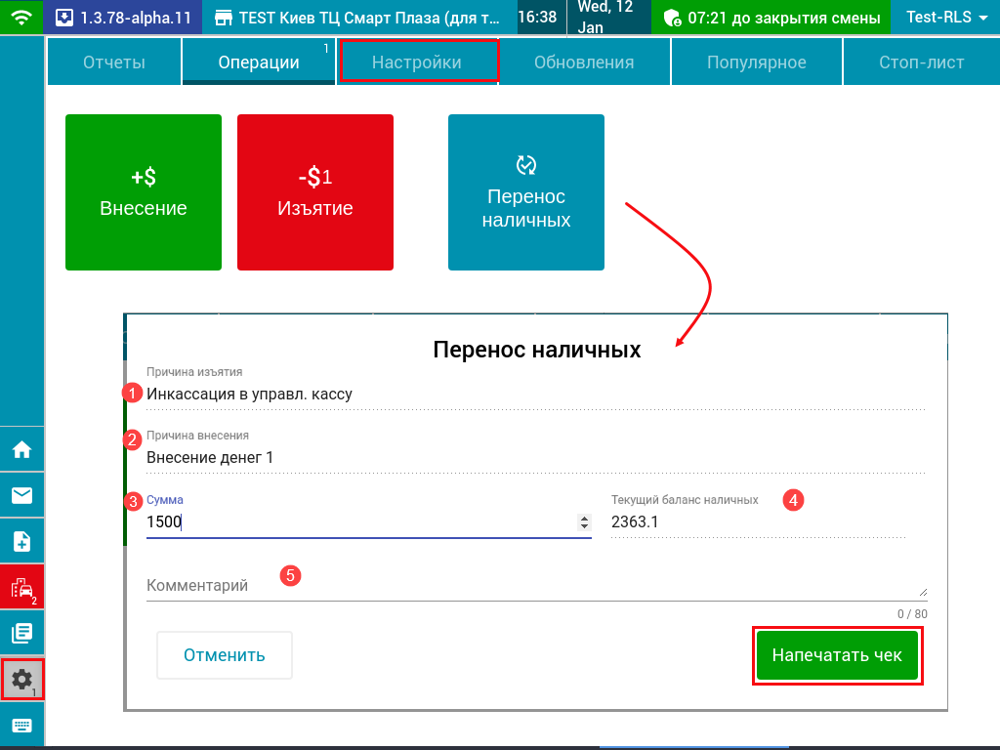 1.3.78-alpha.11
TEST Киев ТЦ Смарт Плаза (для т...
16:38
Wed, 12
Jan
07:21 до закрытия смены
Test-RLS
Отчеты
Операции
1
Настройки
Обновления
Популярное
Стоп-лист
+$
Внесение
-$1
Изъятие
Перенос
наличных
Перенос наличных
Причина изъятия
1
Инкассация в управл. кассу
Причина внесения
2
Внесение денег 1
3
Сумма
1500
Текущий баланс наличных
4
2363.1
Комментарий
5
0 / 80
Отменить
Напечатать чек
2
1